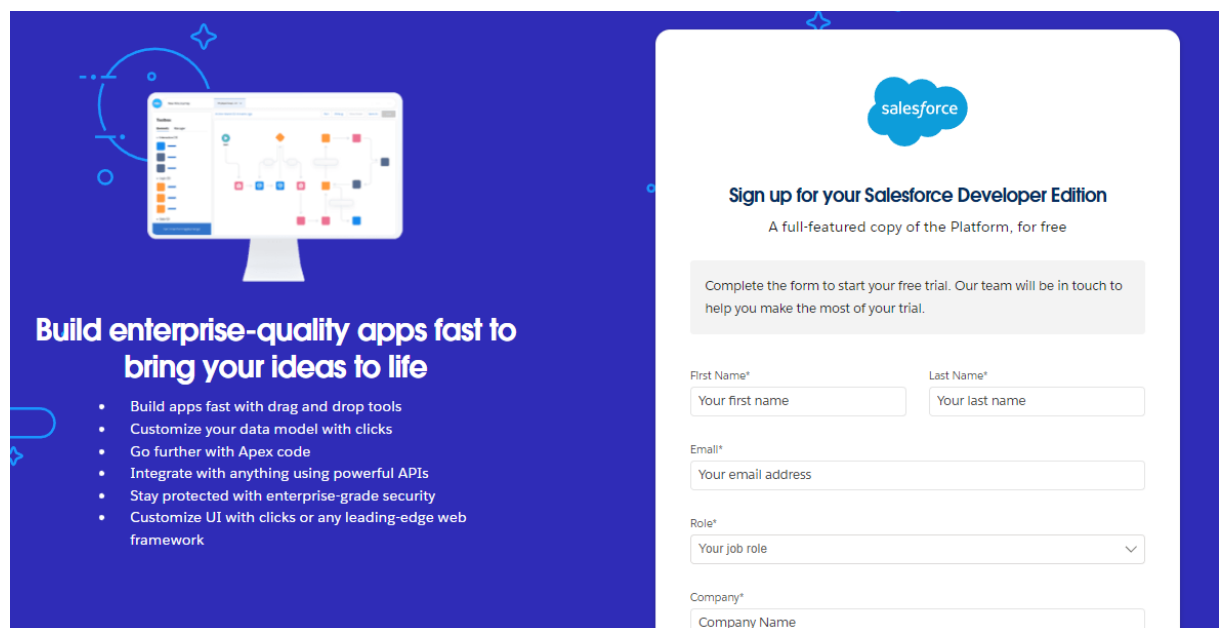 Build enterprise-quality apps fast to
bring your ideas to life
• Build apps fast with drag and drop tools
• Customize your data model with clicks
• Go further with Apex code
• Integrate with anything using powerful APIs
• Stay protected with enterprise-grade security
• Customize UI with clicks or any leading-edge web
framework
salesforce
Sign up for your Salesforce Developer Edition
A full-featured copy of the Platform, for free
Complete the form to start your free trial. Our team will be in touch to
help you make the most of your trial.
First Name*
Last Name*
Your first name
Your last name
Email*
Your email address
Role*
Your job role
Company*
Company Name